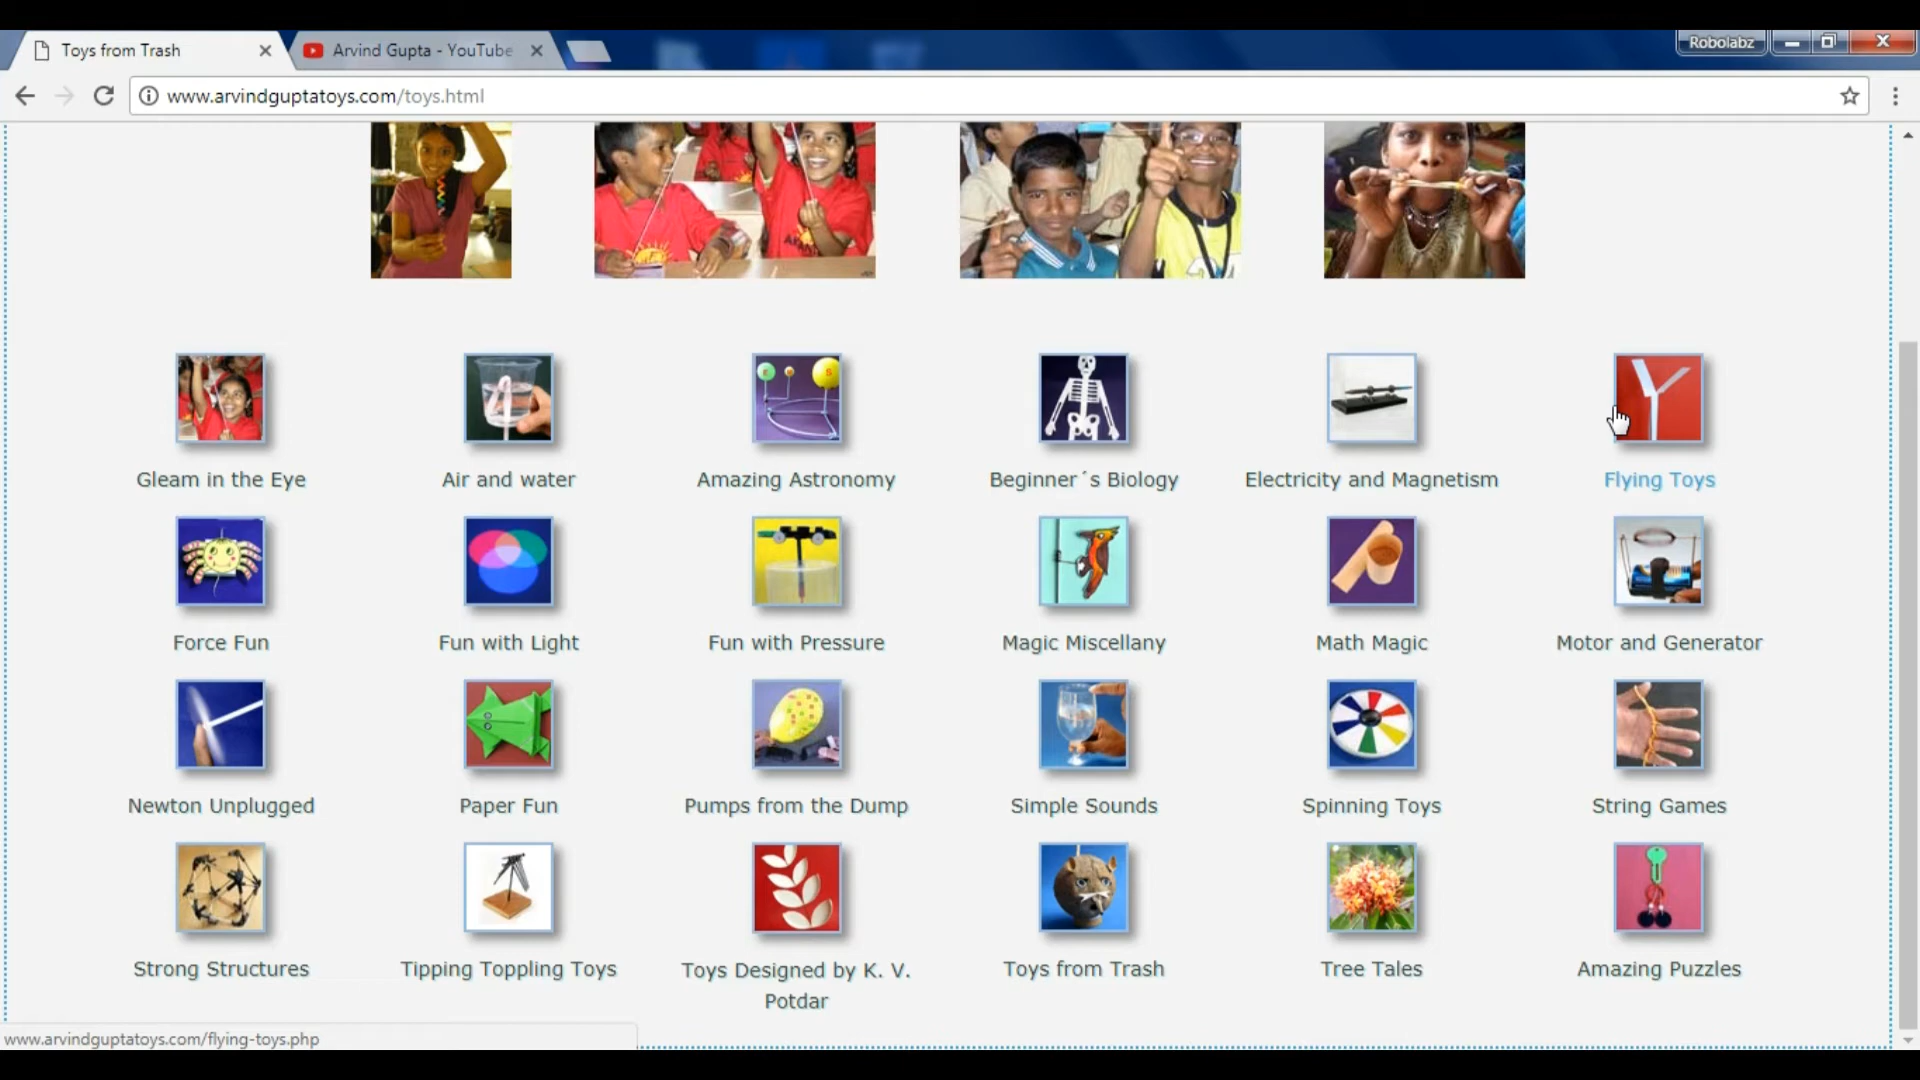 Toys from Trash
Arvind Gupta - YouTube
Robolabz
www.arvindguptatoys.com/toys.html
Gleam in the Eye
Air and water
Amazing Astronomy
Beginner´s Biology
Electricity and Magnetism
Flying Toys
Force Fun
Fun with Light
Fun with Pressure
Magic Miscellany
Math Magic
Motor and Generator
Newton Unplugged
Paper Fun
Pumps from the Dump
Simple Sounds
Spinning Toys
String Games
Strong Structures
Tipping Toppling Toys
Toys Designed by K. V.
Potdar
Toys from Trash
Tree Tales
Amazing Puzzles
www.arvindguptatoys.com/flying-toys.php